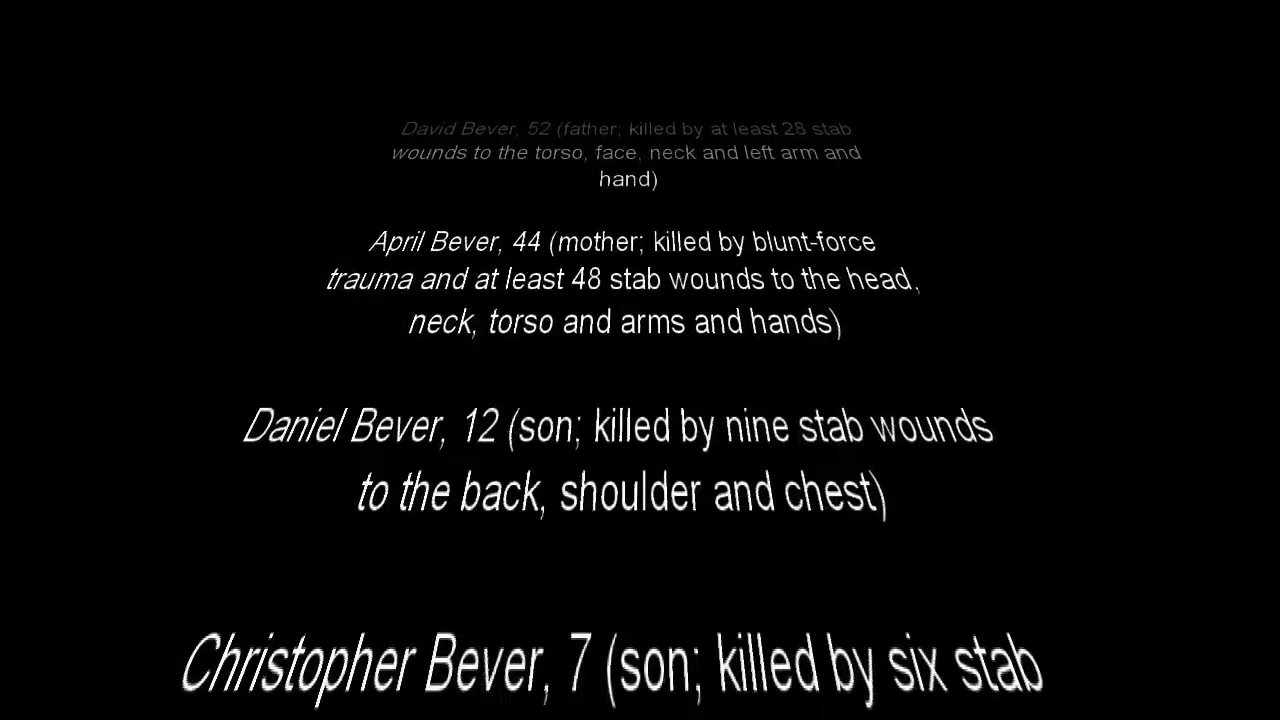 David Bever, 52 (father; killed by at least 28 stab
wounds to the torso, face, neck and left arm and
hand)
April Bever, 44 (mother; killed by blunt-force
trauma and at least 48 stab wounds to the head,
neck, torso and arms and hands)
Daniel Bever, 12 (son; killed by nine stab wounds
to the back, shoulder and chest)
Christopher Bever, 7 (son; killed by six stab